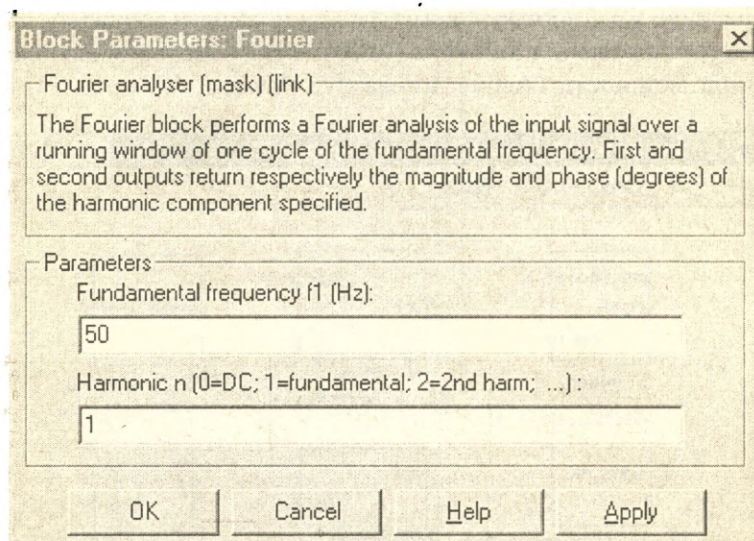 Block Parameters: Fourier
Fourier analyser (mask) (link)
The Fourier block performs a Fourier analysis of the input signal over a
running window of one cycle of the fundamental frequency. First and
second outputs return respectively the magnitude and phase (degrees) of
the harmonic component specified.
Parameters
Fundamental frequency f1 (Hz):
50
Harmonic n (0=DC; 1=fundamental; 2=2nd harm; ...) :
1
OK Cancel Help Apply